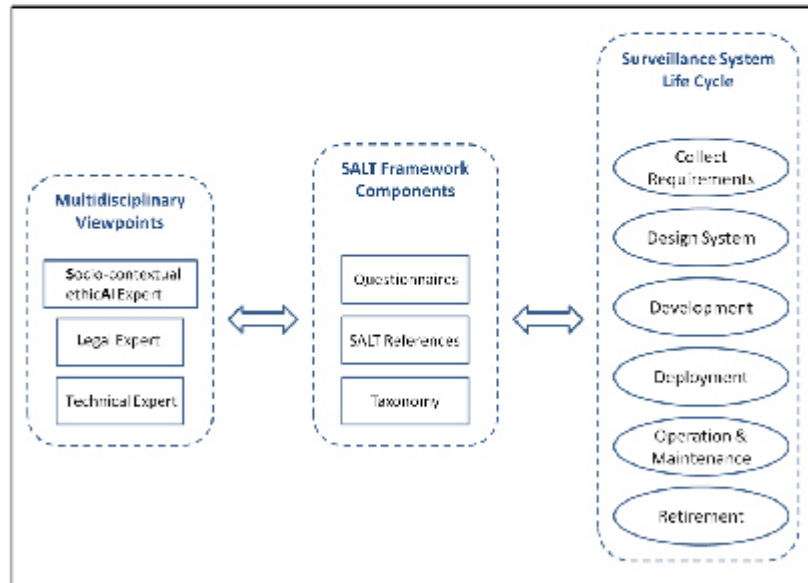 Multidisciplinary
Viewpoints
Socio-contextual
ethicAl Expert
Legal Expert
Technical Expert
SALT Framework
Components
Questionnaires
SALT References
Taxonomy
Surveillance System
Life Cycle
Collect
Requirements
Design System
Development
Deployment
Operation &
Maintenance
Retirement